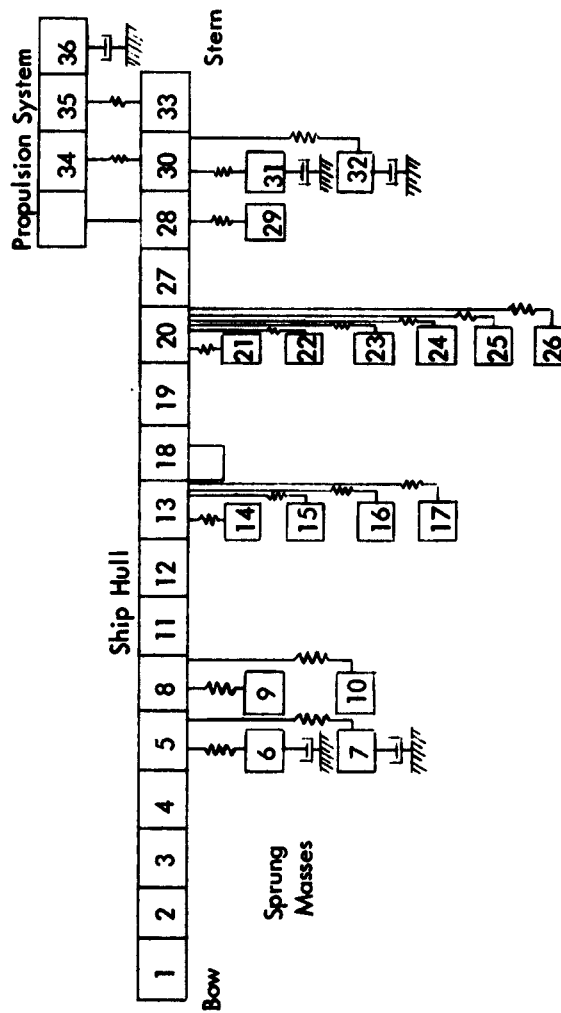 Propulsion System
34 35 36
Ship Hull
1 2 3 4 5 8 11 12 13 18 19 20 27 28 30 33
Bow
Stern
Sprung
Masses
6 9 14 21 29 31
7 10 15 22 32
16 23
17 24
25
26